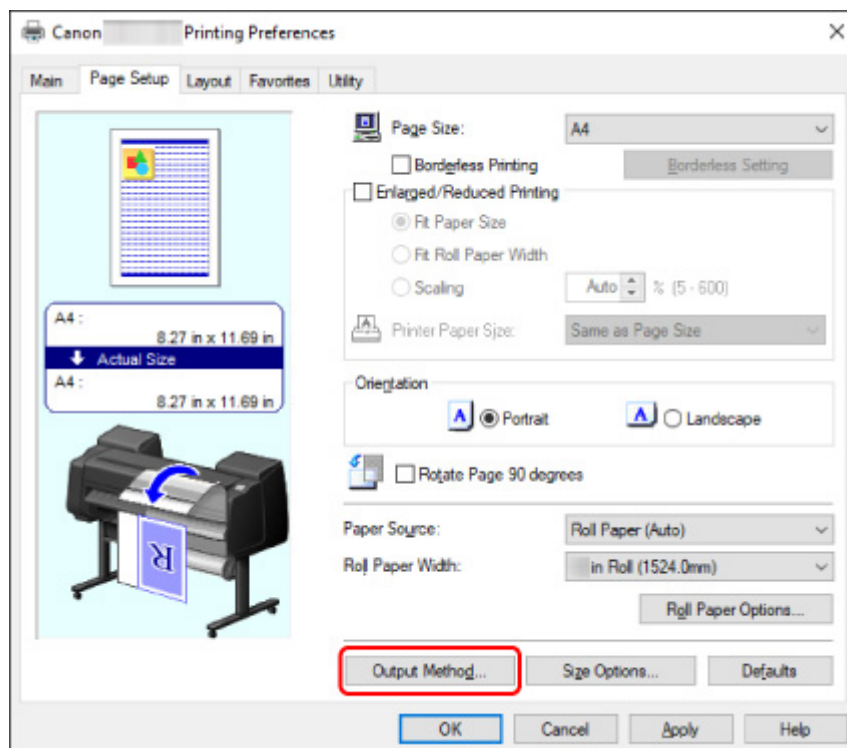 Canon Printing Preferences
Main Page Setup Layout Favorites Utility
Page Size: A4
Borderless Printing Borderless Setting
Enlarged/Reduced Printing
Fit Paper Size
Fit Roll Paper Width
Scaling Auto % (5 - 600)
Printer Paper Size: Same as Page Size
A4 :
8.27 in x 11.69 in
Actual Size
A4 :
8.27 in x 11.69 in
Orientation
A Portrait A Landscape
Rotate Page 90 degrees
R
Paper Source: Roll Paper (Auto)
Roll Paper Width: in Roll (1524.0mm)
Roll Paper Options...
Output Method... Size Options... Defaults
OK Cancel Apply Help